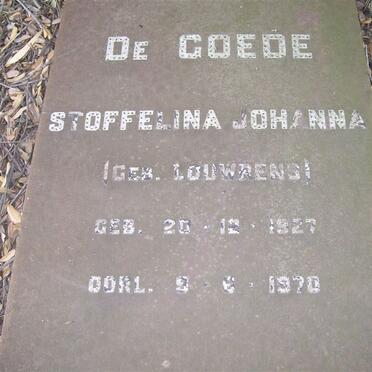 DE GOEDE
STOFFELINA JOHANNA
(GEB. LOUWRENS)
GEB. 20 · 12 · 1927
OORL. 9 · 6 · 1970